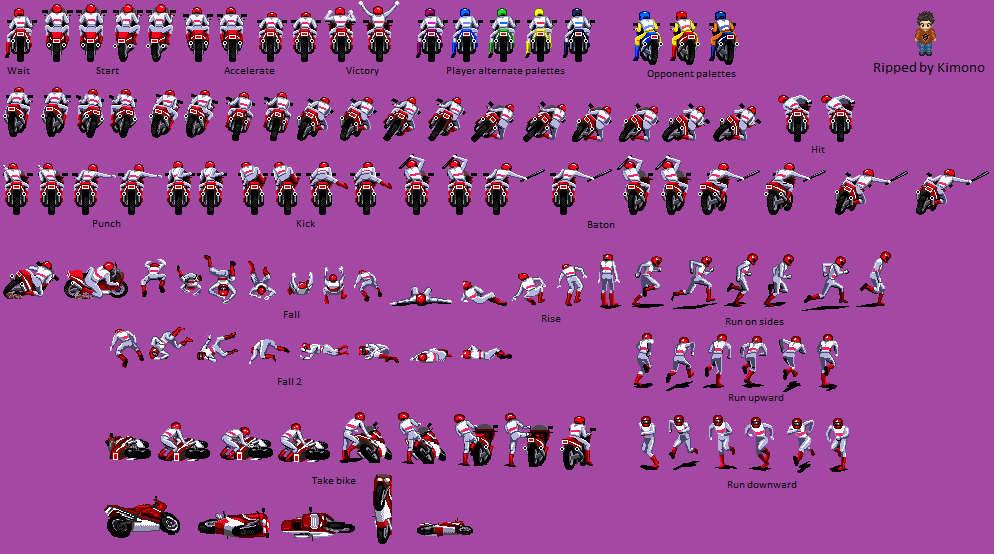 Wait
Start
Accelerate
Victory
Player alternate palettes
Opponent palettes
Ripped by Kimono
Hit
Punch
Kick
Baton
Fall
Rise
Run on sides
Fall 2
Run upward
Take bike
Run downward